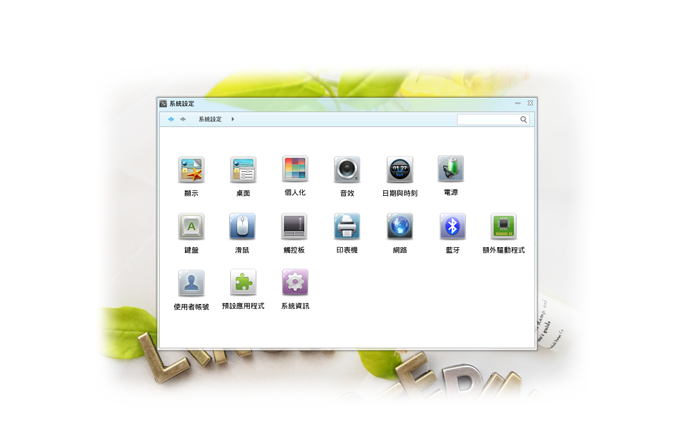 系統設定
系統設定
顯示
桌面
個人化
音效
日期與時刻
電源
鍵盤
滑鼠
觸控板
印表機
網路
藍牙
額外驅動程式
使用者帳號
預設應用程式
系統資訊
A